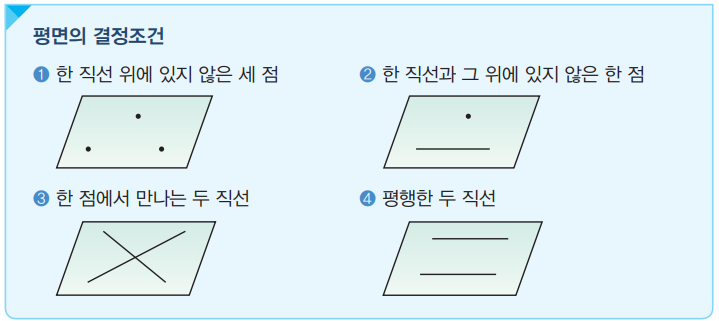 평면의 결정조건
❶ 한 직선 위에 있지 않은 세 점
❷ 한 직선과 그 위에 있지 않은 한 점
❸ 한 점에서 만나는 두 직선
❹ 평행한 두 직선